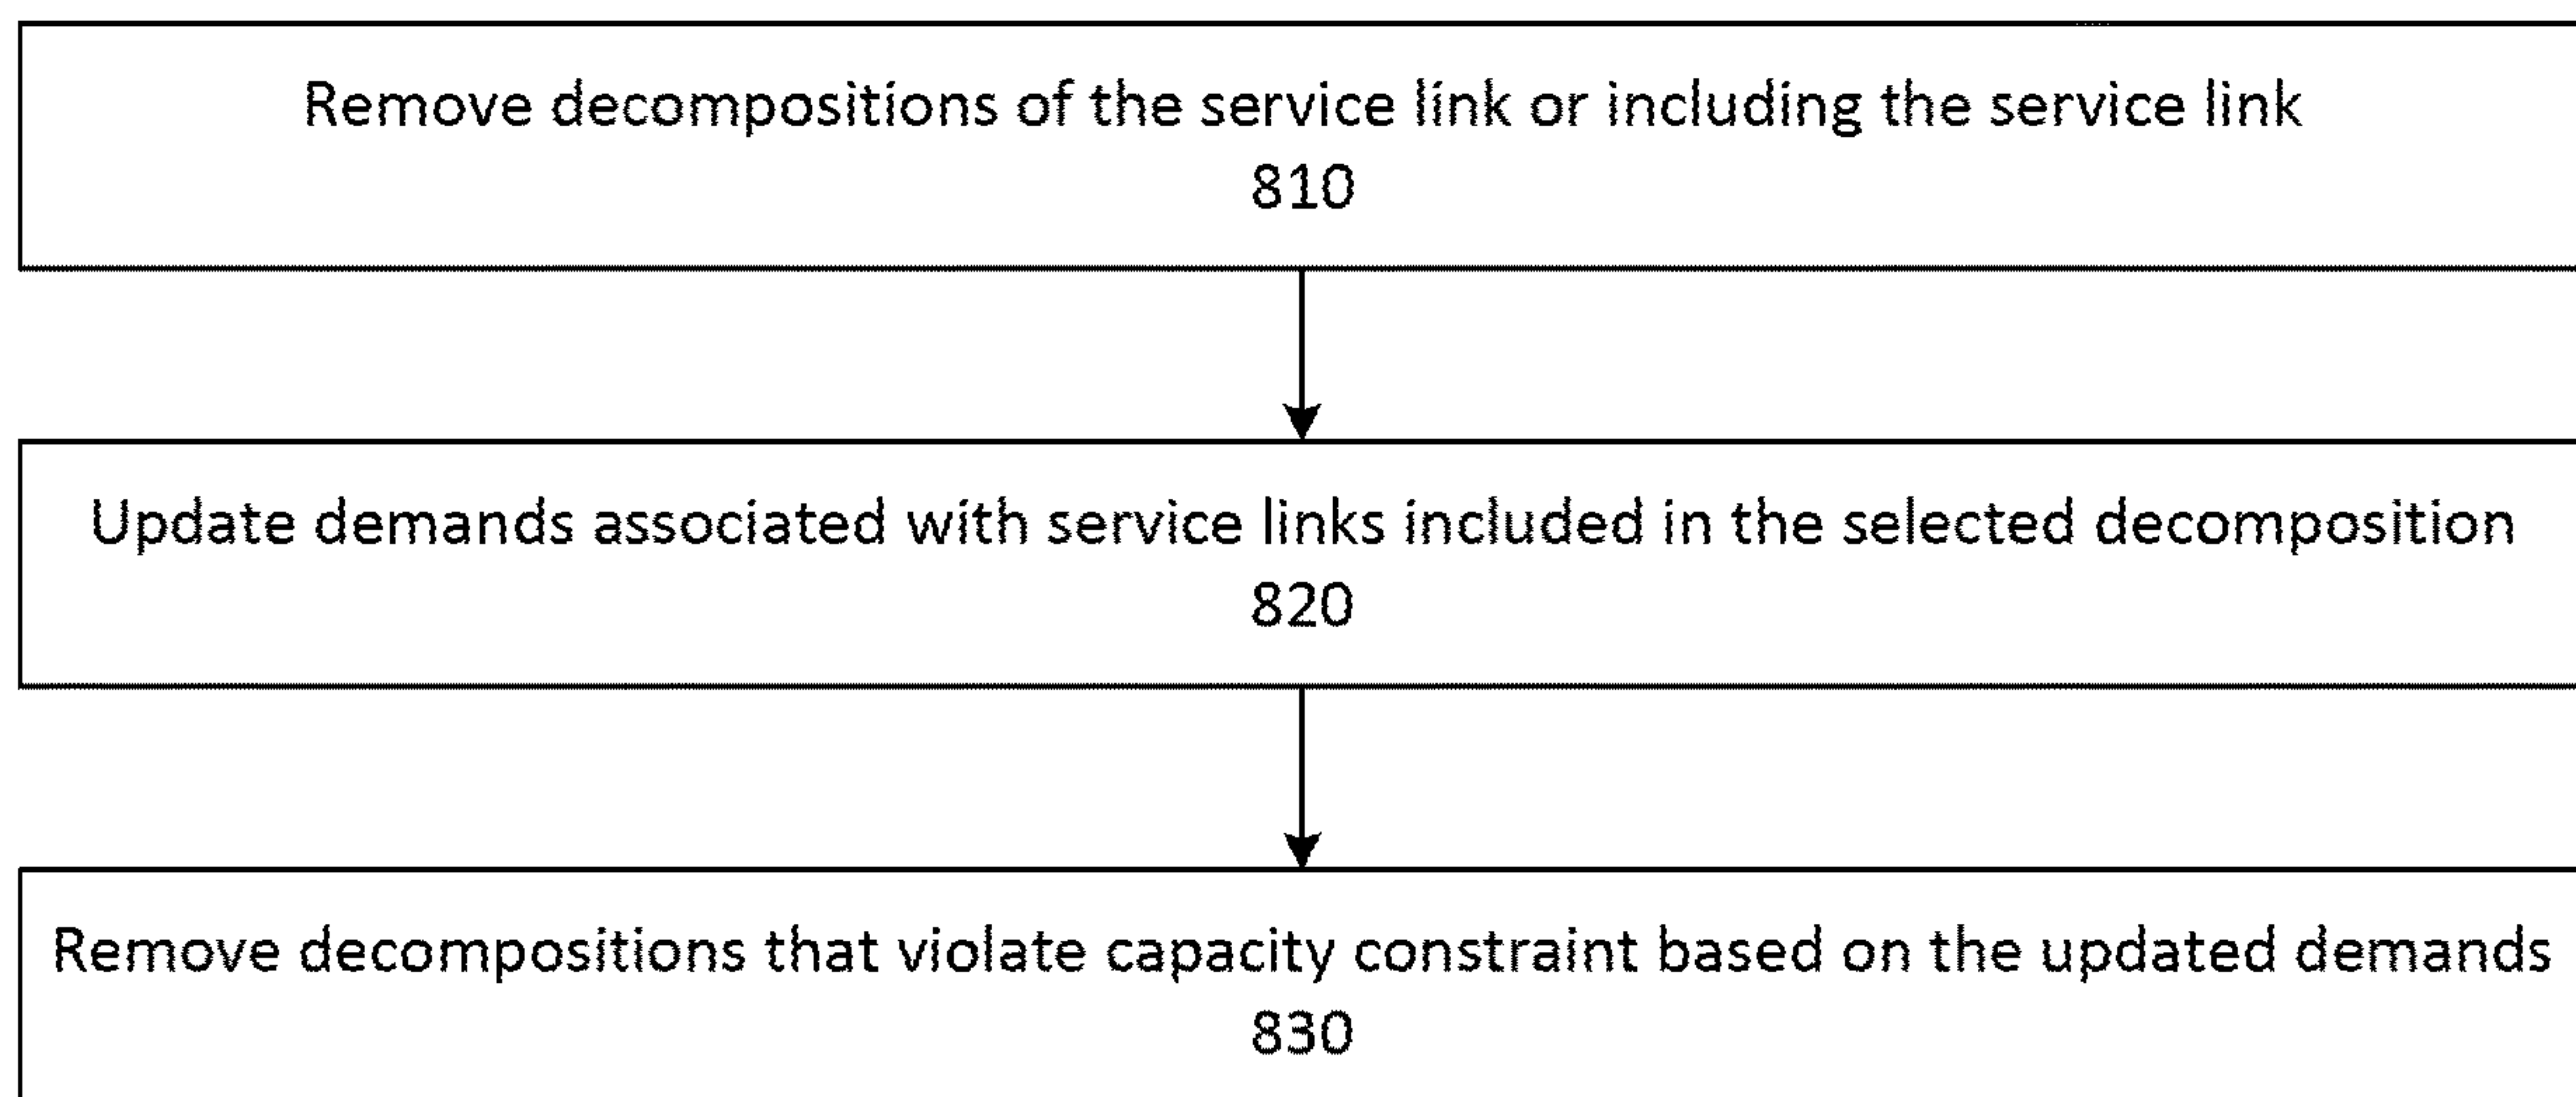 Remove decompositions of the service link or including the service link
810
Update demands associated with service links included in the selected decomposition
820
Remove decompositions that violate capacity constraint based on the updated demands
830